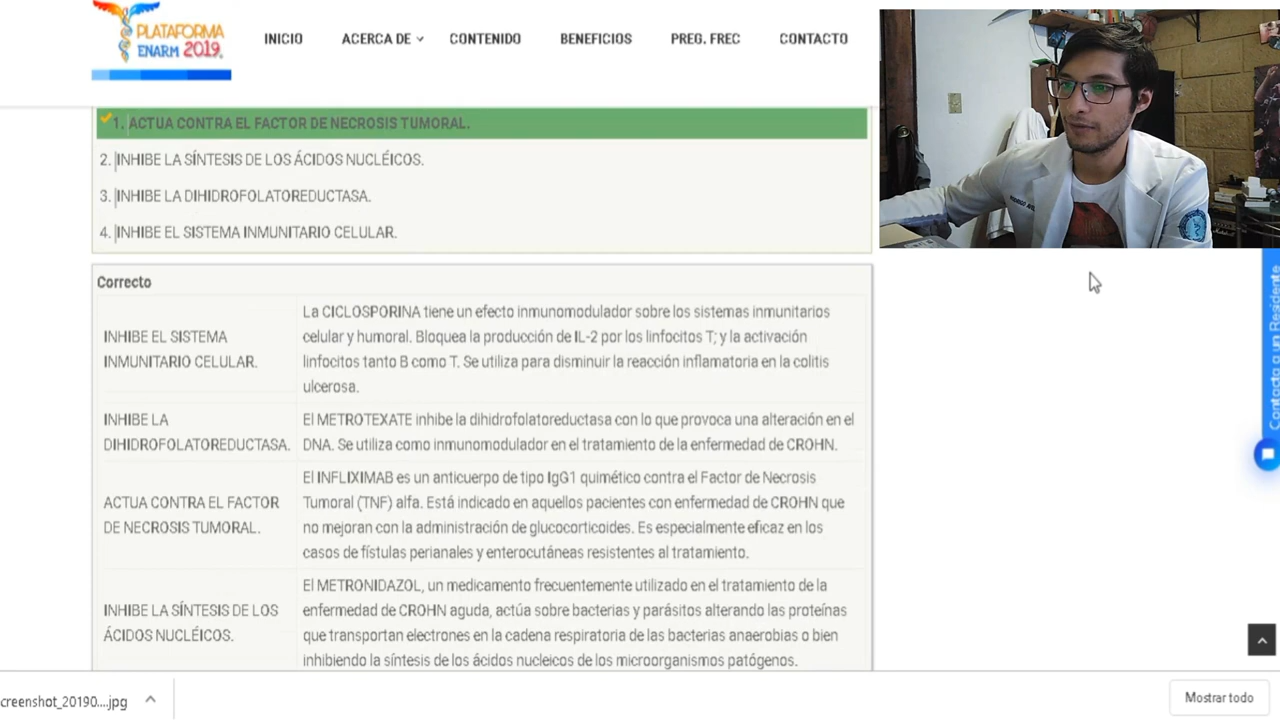 PLATAFORMA
ENARM 2019.
INICIO
ACERCA DE
CONTENIDO
BENEFICIOS
PREG. FREC
CONTACTO
1. ACTUA CONTRA EL FACTOR DE NECROSIS TUMORAL.
2. INHIBE LA SÍNTESIS DE LOS ÁCIDOS NUCLÉICOS.
3. INHIBE LA DIHIDROFOLATOREDUCTASA.
4. INHIBE EL SISTEMA INMUNITARIO CELULAR.
Correcto
INHIBE EL SISTEMA
INMUNITARIO CELULAR.
La CICLOSPORINA tiene un efecto inmunomodulador sobre los sistemas inmunitarios
celular y humoral. Bloquea la producción de IL-2 por los linfocitos T; y la activación
linfocitos tanto B como T. Se utiliza para disminuir la reacción inflamatoria en la colitis
ulcerosa.
INHIBE LA
DIHIDROFOLATOREDUCTASA.
El METROTEXATE inhibe la dihidrofolatoreductasa con lo que provoca una alteración en el
DNA. Se utiliza como inmunomodulador en el tratamiento de la enfermedad de CROHN.
ACTUA CONTRA EL FACTOR
DE NECROSIS TUMORAL.
El INFLIXIMAB es un anticuerpo de tipo IgG1 quimético contra el Factor de Necrosis
Tumoral (TNF) alfa. Está indicado en aquellos pacientes con enfermedad de CROHN que
no mejoran con la administración de glucocorticoides. Es especialmente eficaz en los
casos de fístulas perianales y enterocutáneas resistentes al tratamiento.
INHIBE LA SÍNTESIS DE LOS
ÁCIDOS NUCLÉICOS.
El METRONIDAZOL, un medicamento frecuentemente utilizado en el tratamiento de la
enfermedad de CROHN aguda, actúa sobre bacterias y parásitos alterando las proteínas
que transportan electrones en la cadena respiratoria de las bacterias anaerobias o bien
inhibiendo la síntesis de los ácidos nucleicos de los microorganismos patógenos.
Contacta a un Residente
creenshot_20190....jpg
Mostrar todo